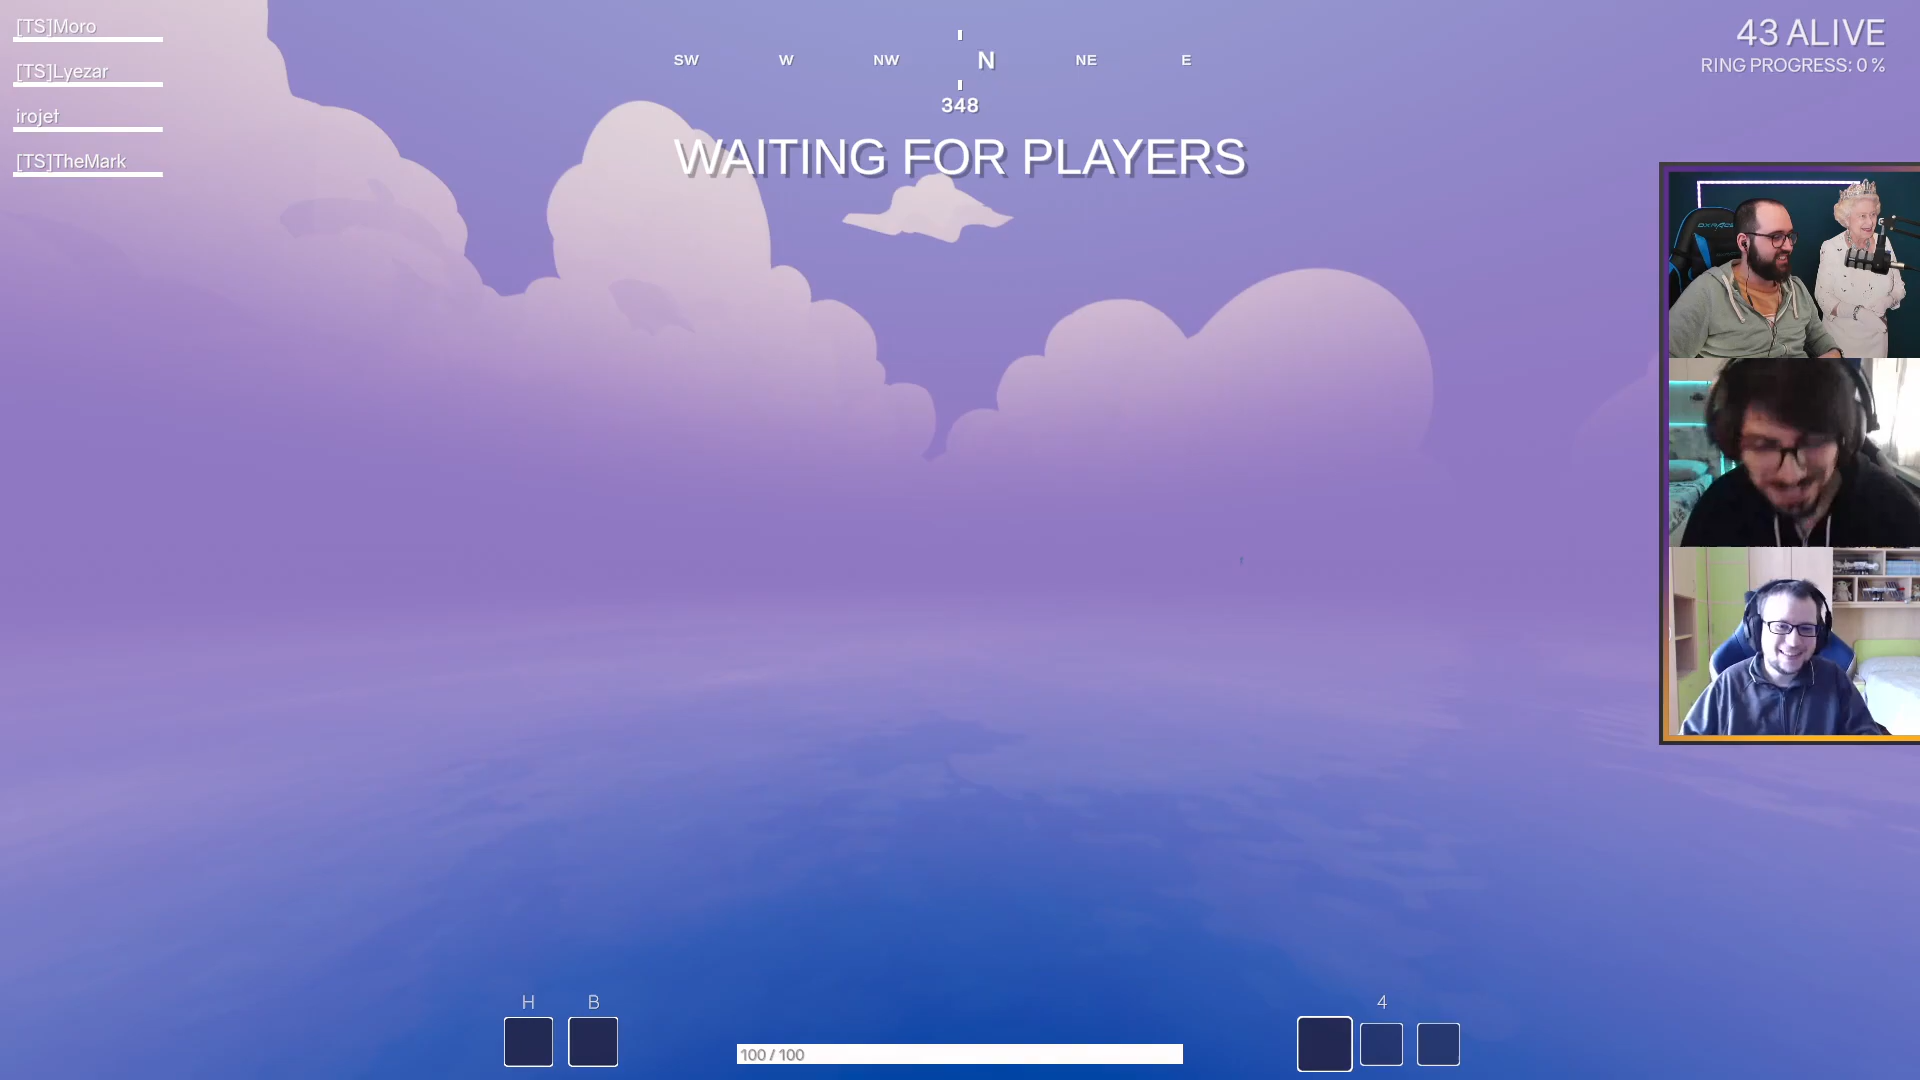 [TS]Moro
[TS]Lyezar
irojet
[TS]TheMark
SW W NW N NE E
348
WAITING FOR PLAYERS
43 ALIVE
RING PROGRESS: 0 %
H B
100 / 100
4